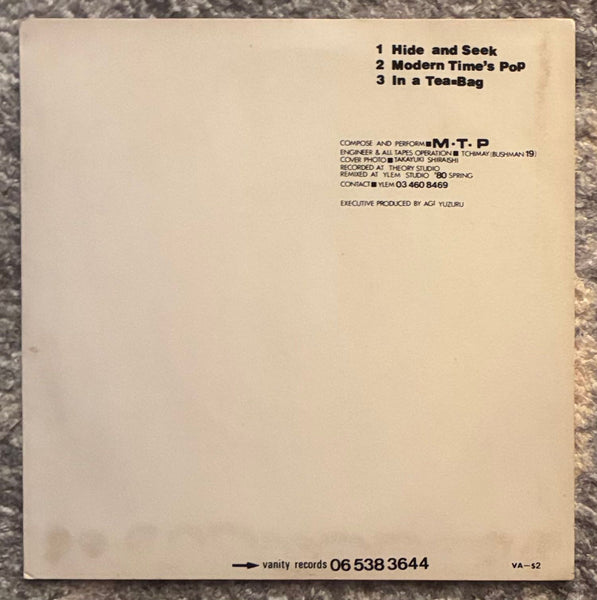 1 Hide and Seek
2 Modern Time's PoP
3 In a Tea=Bag
COMPOSE AND PERFORM■M・T・P
ENGINEER & ALL TAPES OPERATION■TCHIMAY(BUSHMAN 19)
COVER PHOTO■TAKAYUKI SHIRAISHI
RECORDED AT THEORY STUDIO
REMIXED AT YLEM STUDIO '80 SPRING
CONTACT■YLEM 03 460 8469
EXECUTIVE PRODUCED BY AGI YUZURU
→ vanity records 06 538 3644
VA-S2